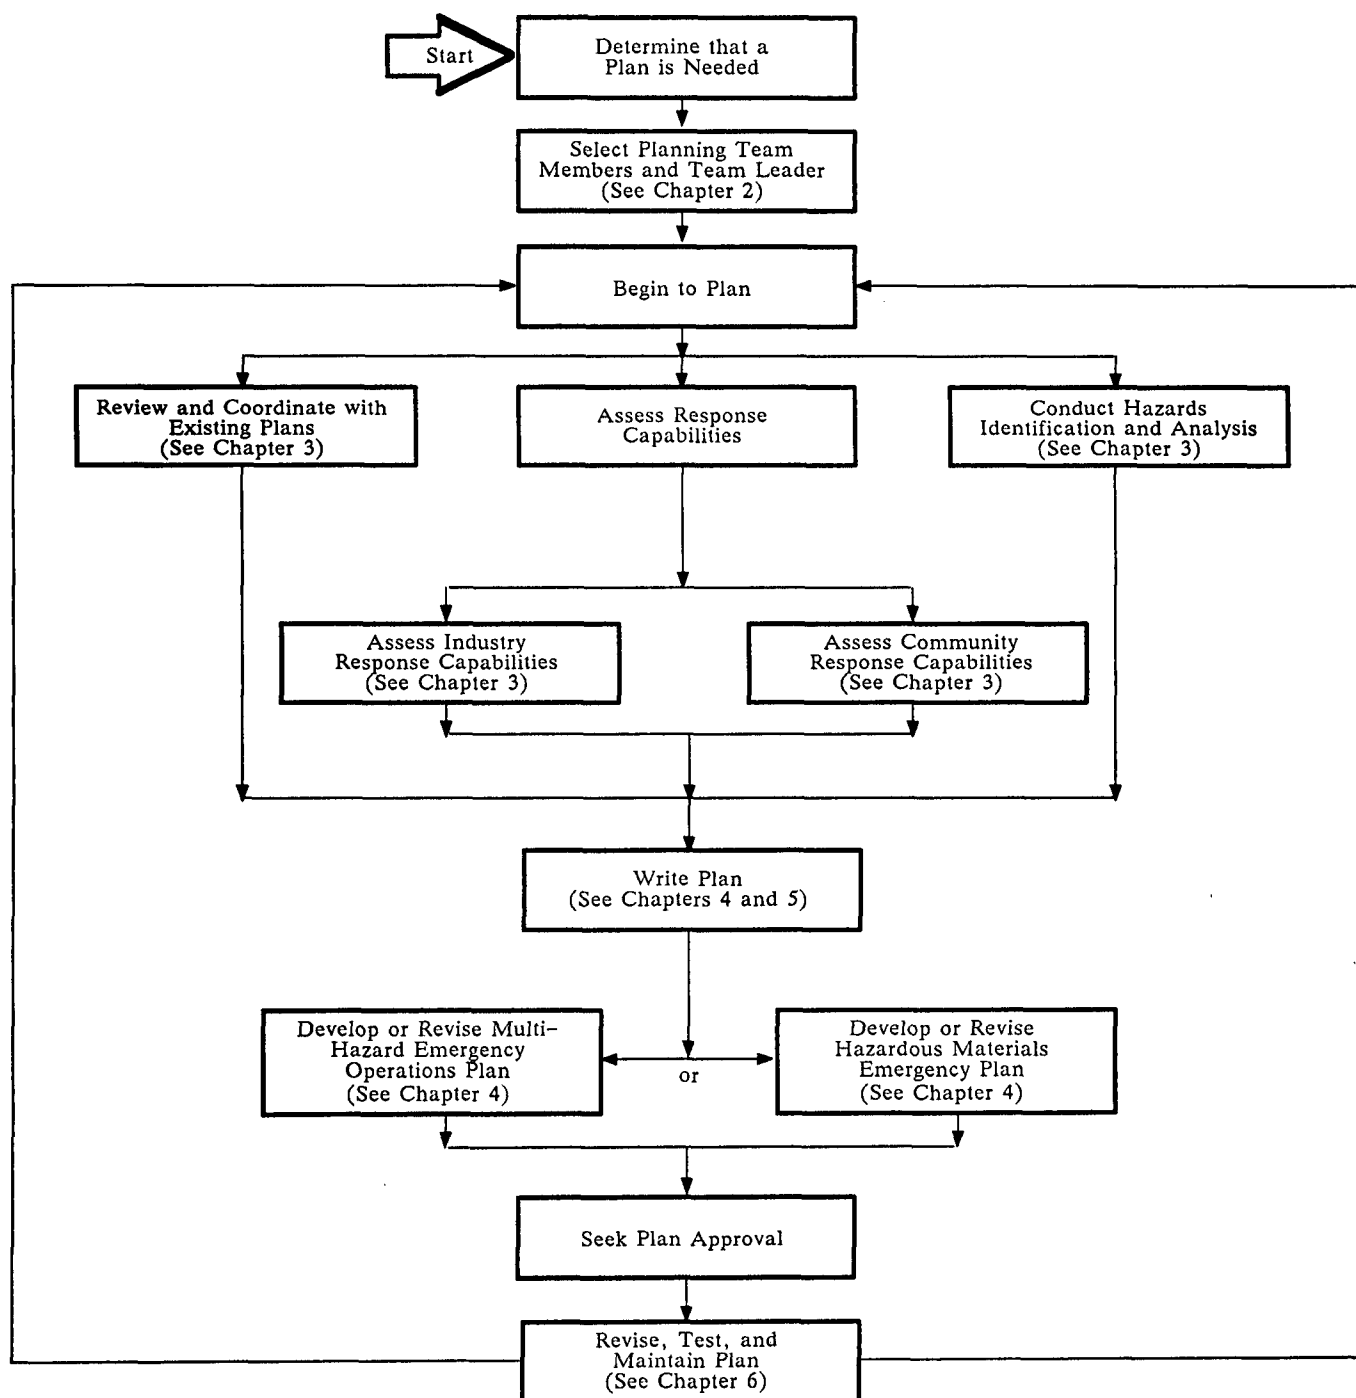 Start
Determine that a
Plan is Needed
Select Planning Team
Members and Team Leader
(See Chapter 2)
Begin to Plan
Review and Coordinate with
Existing Plans
(See Chapter 3)
Assess Response
Capabilities
Conduct Hazards
Identification and Analysis
(See Chapter 3)
Assess Industry
Response Capabilities
(See Chapter 3)
Assess Community
Response Capabilities
(See Chapter 3)
Write Plan
(See Chapters 4 and 5)
Develop or Revise Multi-
Hazard Emergency
Operations Plan
(See Chapter 4)
or
Develop or Revise
Hazardous Materials
Emergency Plan
(See Chapter 4)
Seek Plan Approval
Revise, Test, and
Maintain Plan
(See Chapter 6)